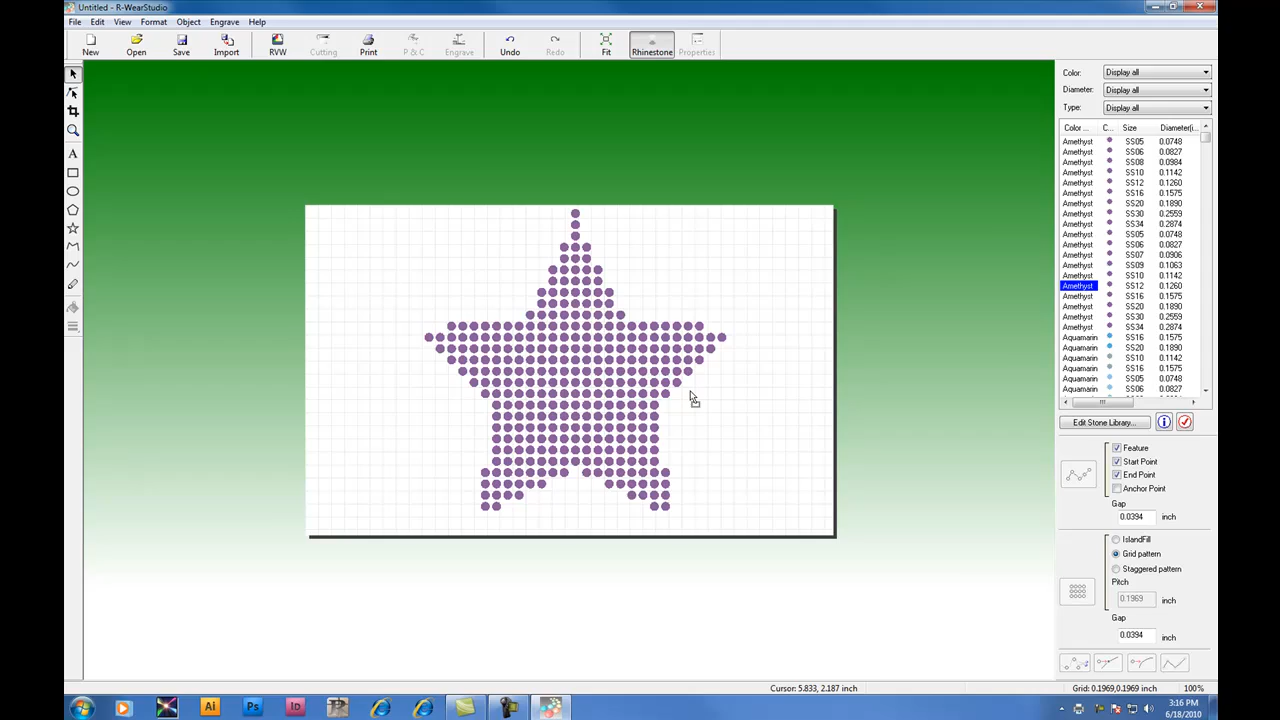 Untitled - R-WearStudio
File Edit View Format Object Engrave Help
New Open Save Import RVW Cutting Print P & C Engrave Undo Redo Fit Rhinestone Properties
Color: Display all
Diameter: Display all
Type: Display all
Color ... C... Size Diameter(i...
Amethyst SS05 0.0748
Amethyst SS06 0.0827
Amethyst SS08 0.0984
Amethyst SS10 0.1142
Amethyst SS12 0.1260
Amethyst SS16 0.1575
Amethyst SS20 0.1890
Amethyst SS30 0.2559
Amethyst SS34 0.2874
Amethyst SS05 0.0748
Amethyst SS06 0.0827
Amethyst SS07 0.0906
Amethyst SS09 0.1063
Amethyst SS10 0.1142
Amethyst SS12 0.1260
Amethyst SS16 0.1575
Amethyst SS20 0.1890
Amethyst SS30 0.2559
Amethyst SS34 0.2874
Aquamarin SS16 0.1575
Aquamarin SS20 0.1890
Aquamarin SS10 0.1142
Aquamarin SS16 0.1575
Aquamarin SS05 0.0748
Aquamarin SS06 0.0827
Edit Stone Library...
Feature
Start Point
End Point
Anchor Point
Gap
0.0394 inch
IslandFill
Grid pattern
Staggered pattern
Pitch
0.1969 inch
Gap
0.0394 inch
Cursor: 5.833, 2.187 inch Grid: 0.1969,0.1969 inch 100%
Ai Ps Id
3:16 PM
6/18/2010